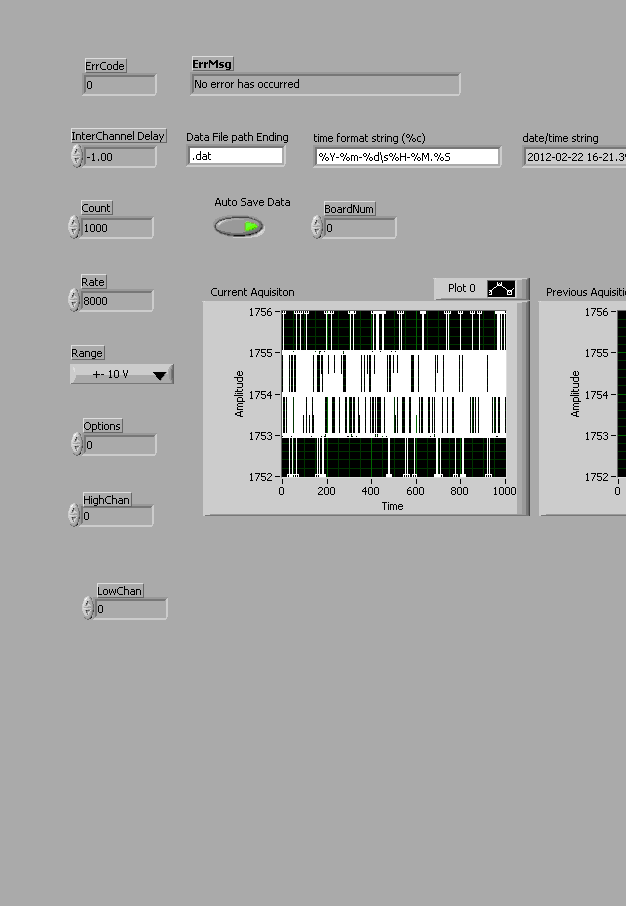 ErrCode
0
ErrMsg
No error has occurred
InterChannel Delay
-1.00
Data File path Ending
.dat
time format string (%c)
%Y-%m-%d\s%H-%M.%S
date/time string
2012-02-22 16-21.39
Count
1000
Auto Save Data
BoardNum
0
Rate
8000
Range
+- 10 V
Options
0
HighChan
0
LowChan
0
Current Aquisiton
Plot 0
Amplitude
1756
1755
1754
1753
1752
0 200 400 600 800 1000
Time
Previous Aquisiti
Amplitude
1756
1755
1754
1753
1752
0